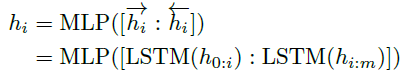 h_i = MLP([\overrightarrow{h_i} : \overleftarrow{h_i}])
= MLP([LSTM(h_{0:i}) : LSTM(h_{i:m})])